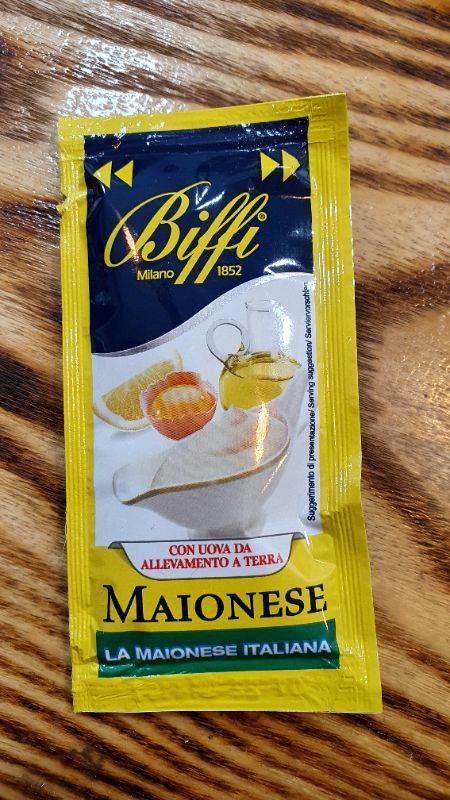 Biffi®
Milano 1852
Suggerimento di presentazione/ Serving suggestion/ Serviervorschlag
CON UOVA DA
ALLEVAMENTO A TERRA
MAIONESE
LA MAIONESE ITALIANA